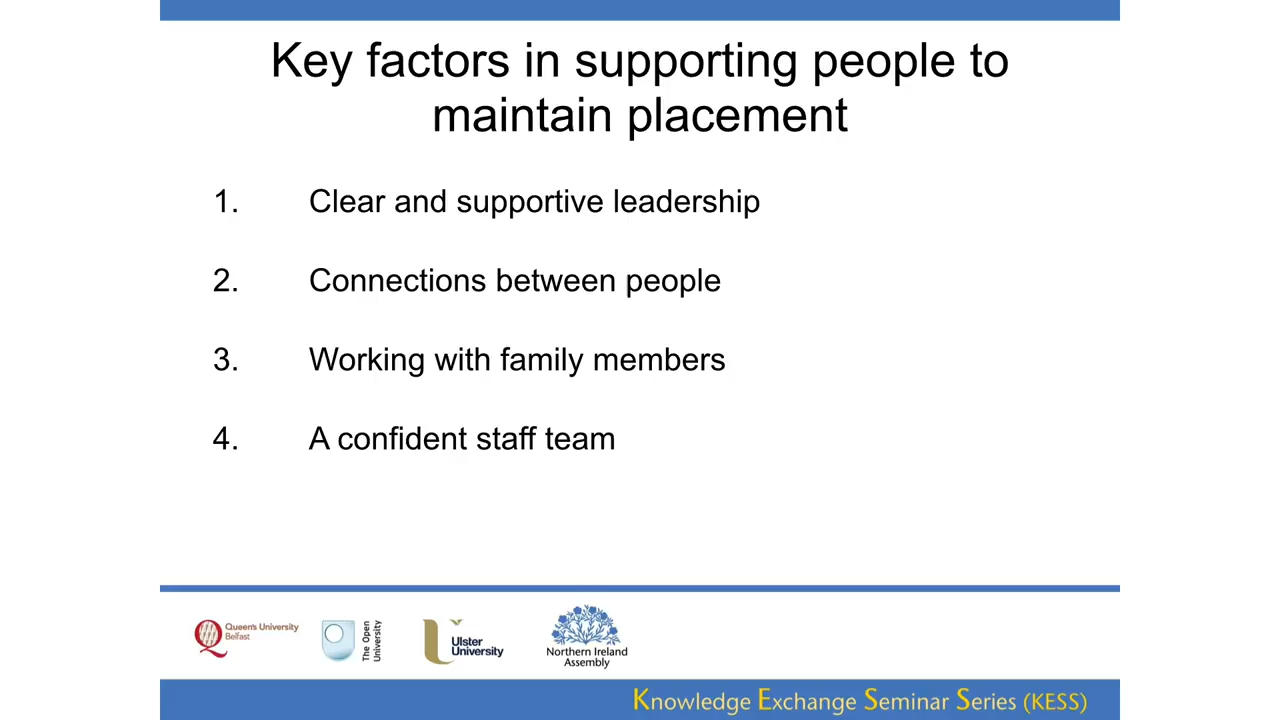 Key factors in supporting people to
maintain placement
1. Clear and supportive leadership
2. Connections between people
3. Working with family members
4. A confident staff team
Queen's University
Belfast
The Open
University
Ulster
University
Northern Ireland
Assembly
Knowledge Exchange Seminar Series (KESS)